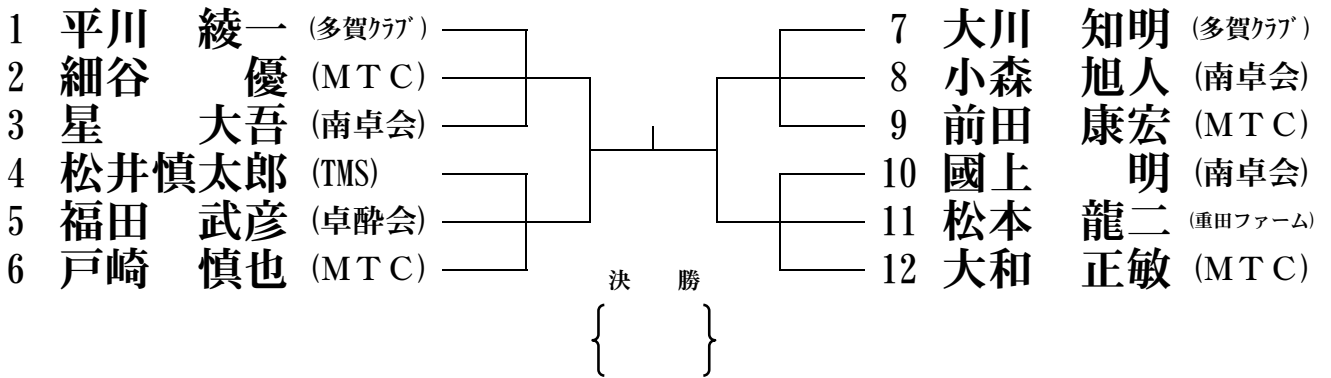 1 平川 綾一 (多賀クラブ)
2 細谷 優 (MTC)
3 星 大吾 (南卓会)
4 松井慎太郎 (TMS)
5 福田 武彦 (卓酔会)
6 戸崎 慎也 (MTC)
7 大川 知明 (多賀クラブ)
8 小森 旭人 (南卓会)
9 前田 康宏 (MTC)
10 國上 明 (南卓会)
11 松本 龍二 (重田ファーム)
12 大和 正敏 (MTC)
決 勝
{ }